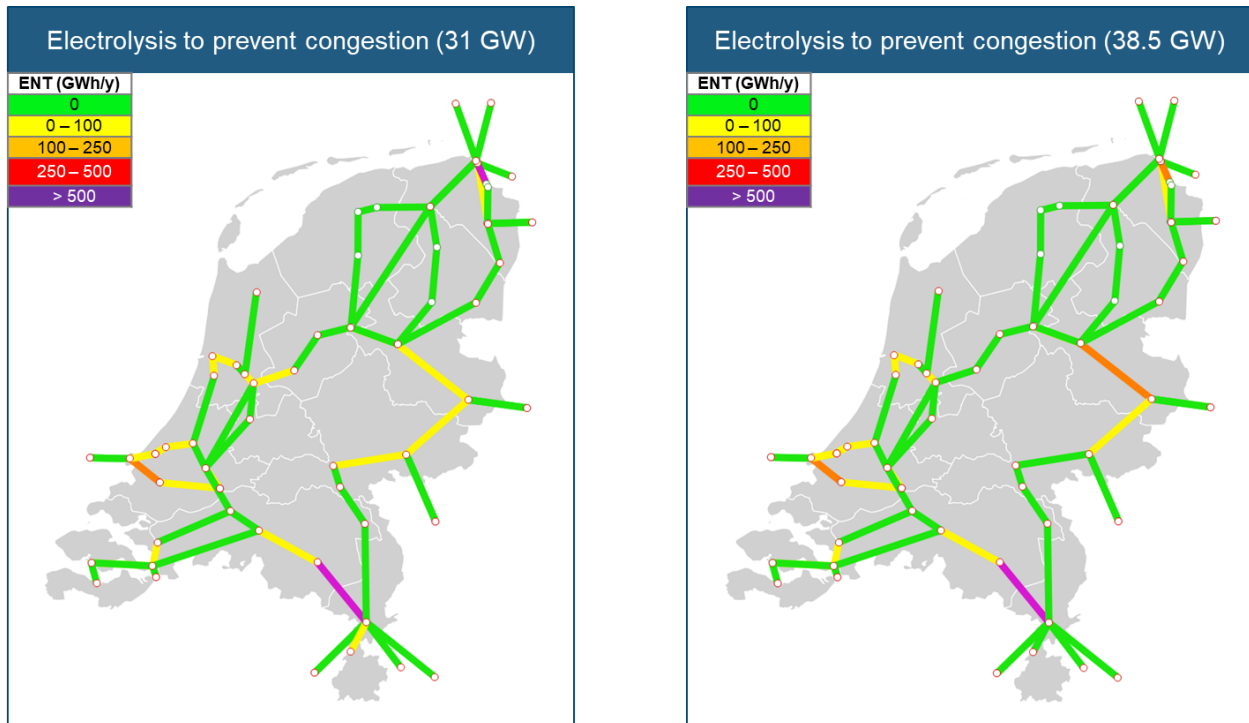 Electrolysis to prevent congestion (31 GW)
ENT (GWh/y)
0
0 – 100
100 – 250
250 – 500
> 500
Electrolysis to prevent congestion (38.5 GW)
ENT (GWh/y)
0
0 – 100
100 – 250
250 – 500
> 500